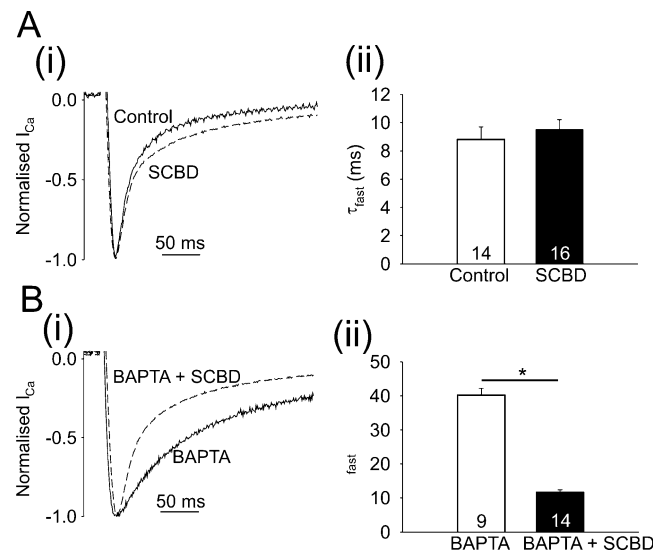 A
(i)
Normalised I_Ca
0.0
-0.5
-1.0
Control
SCBD
50 ms
(ii)
τ_fast (ms)
12
10
8
6
4
2
0
14
16
Control
SCBD
B
(i)
Normalised I_Ca
0.0
-0.5
-1.0
BAPTA + SCBD
BAPTA
50 ms
(ii)
fast
50
40
30
20
10
0
*
9
14
BAPTA
BAPTA + SCBD